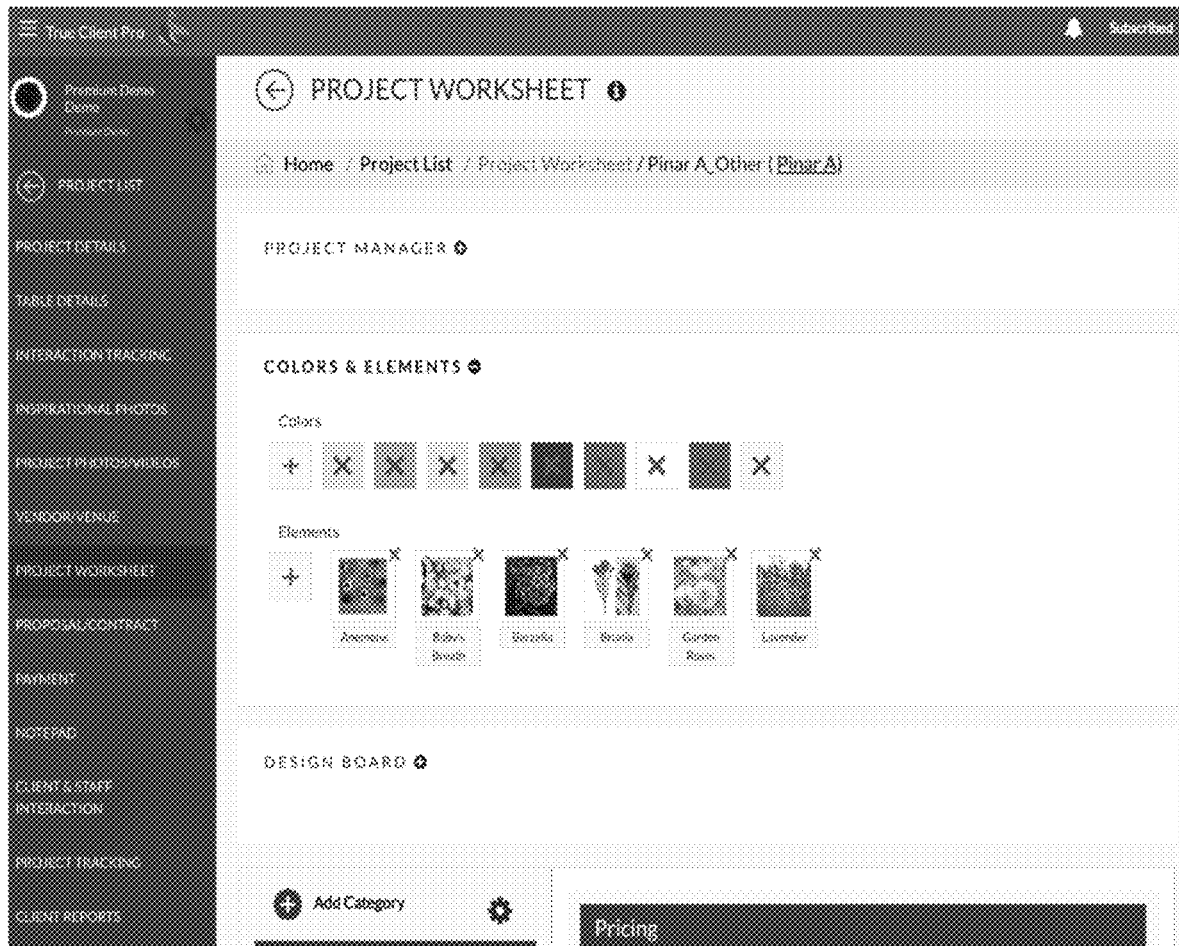 True Client Pro
Subscribed
Premium Demo
Demo
PROJECT WORKSHEET
Home / Project List / Project Worksheet / Pinar A_Other ( Pinar A)
PROJECT LIST
PROJECT DETAILS
TABLE DETAILS
INTERACTION TRACKING
INSPIRATIONAL PHOTOS
PROJECT PHOTOS/VIDEOS
VENDOR/VENUE
PROJECT WORKSHEET
PROPOSAL/CONTRACT
PAYMENT
NOTEPAD
CLIENT & STAFF
INTERACTION
PROJECT TRACKING
CLIENT REPORTS
PROJECT MANAGER
COLORS & ELEMENTS
Colors
Elements
Anemone
Baby's
Breath
Brunia
Garden
Roses
Lavender
DESIGN BOARD
Add Category
Pricing